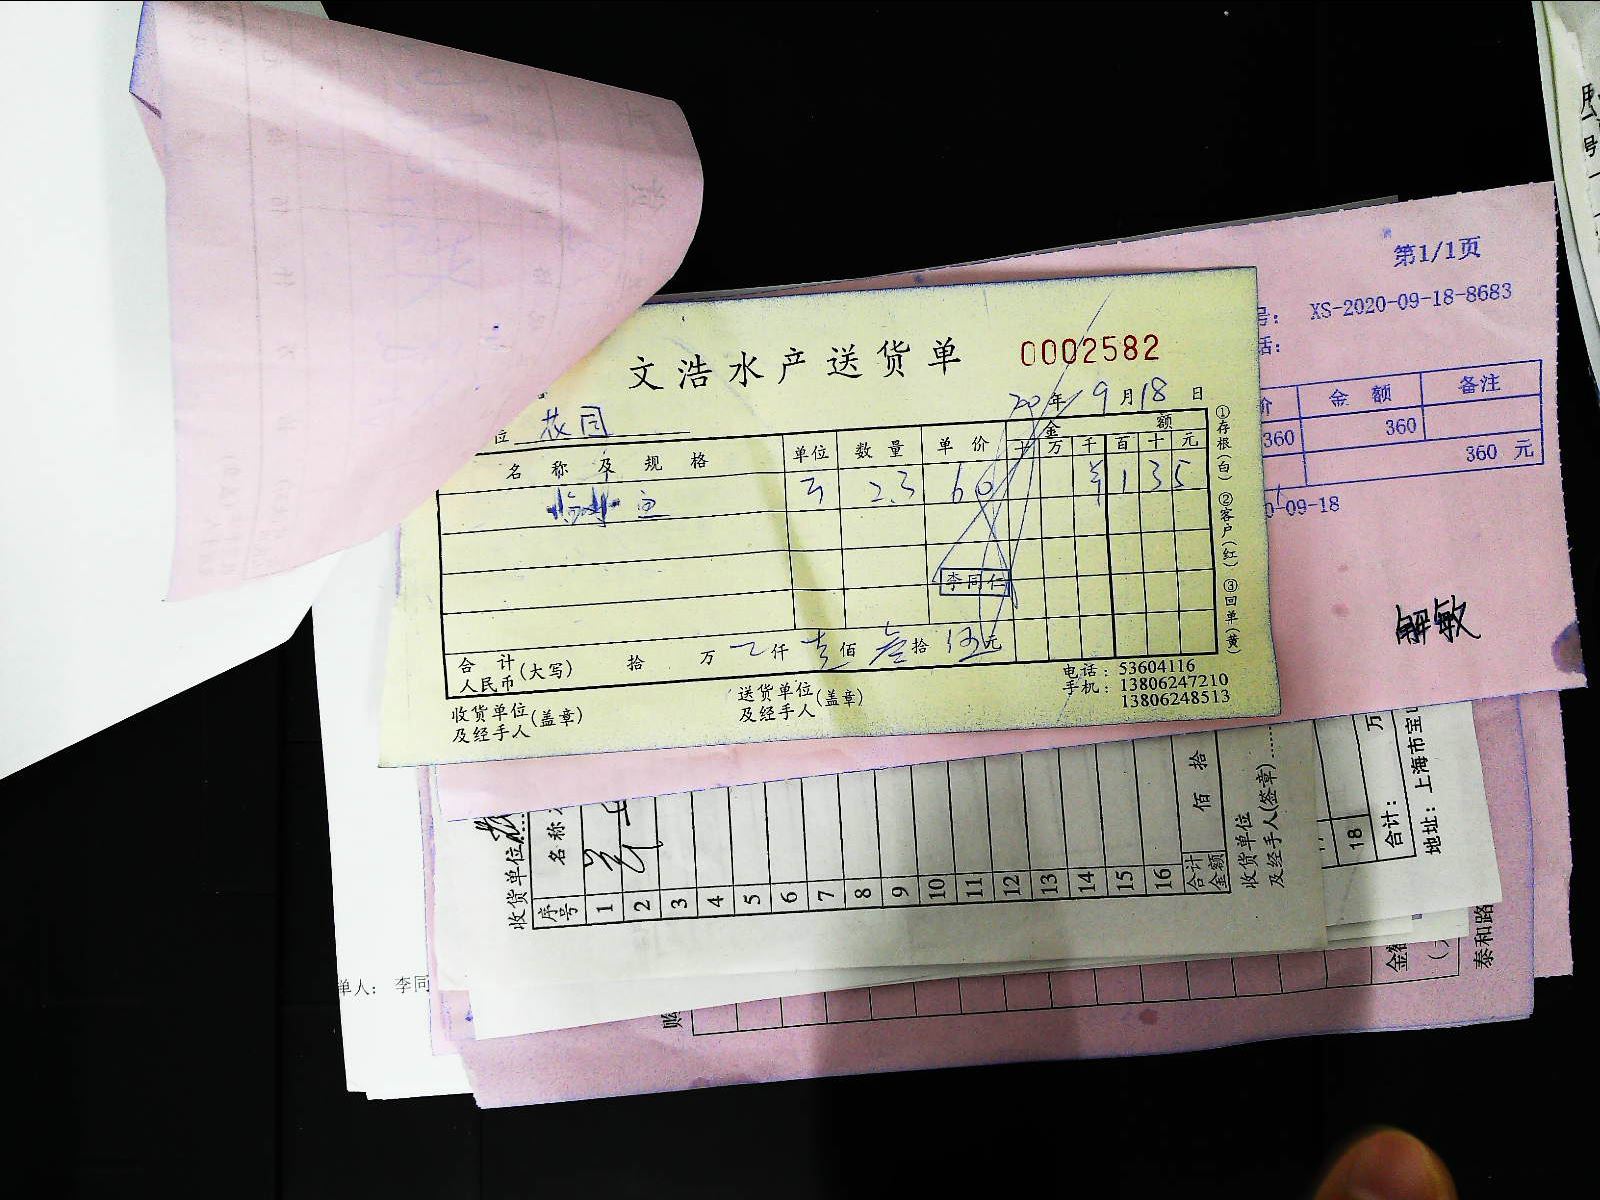 第1/1页
号： XS-2020-09-18-8683
话：
文浩水产送货单 0002582
20年9月18日
位 花园
名称及规格 单位 数量 单价 金额
十 万 千 百 十 元
鱼 2.3 60 ¥ 1 3 5
李同仁
合计人民币(大写) 拾 万 仟 壹佰 叁拾 伍元
收货单位及经手人(盖章)
送货单位及经手人(盖章)
电话：53604116
手机：13806247210
13806248513
①存根(白) ②客户(红) ③回单(黄)
价 金额 备注
360 360
360 元
09-18
解敏
收货单位
序号 名称
1
2
3
4
5
6
7
8
9
10
11
12
13
14
15
16
合计金额 佰 拾
收货单位及经手人(签章)
18
合计： 万
地址：上海市宝山
泰和路
单人： 李同